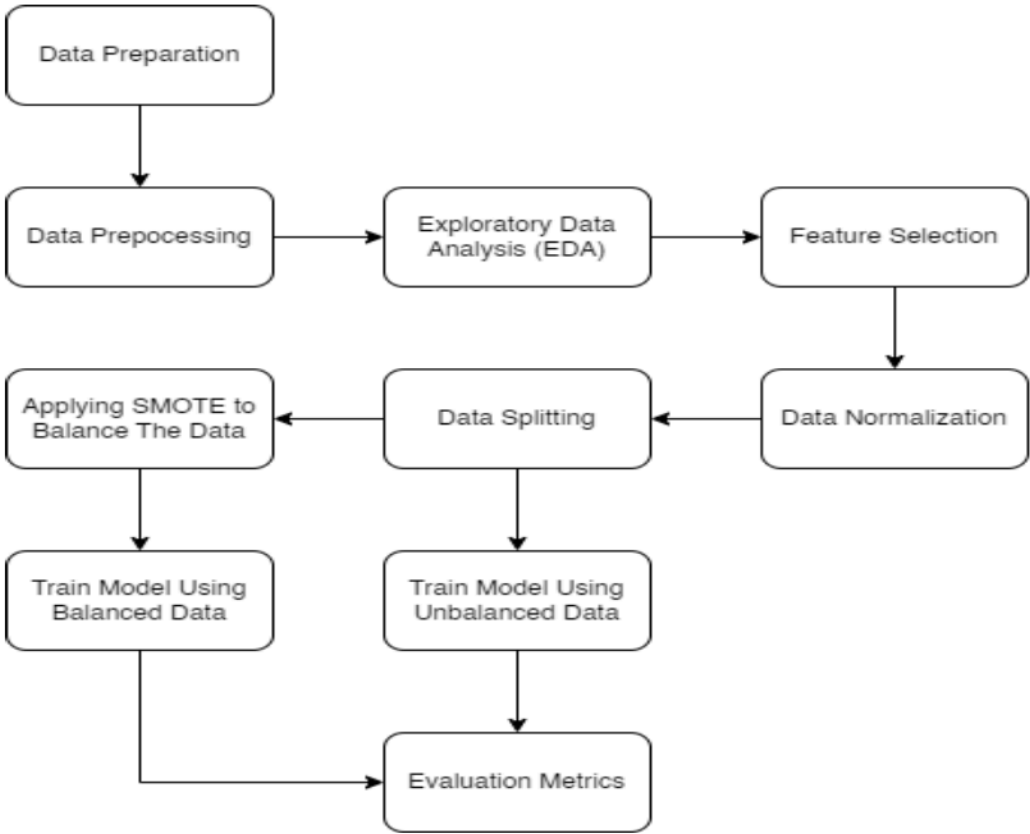 Data Preparation
Data Prepocessing
Exploratory Data
Analysis (EDA)
Feature Selection
Applying SMOTE to
Balance The Data
Data Splitting
Data Normalization
Train Model Using
Balanced Data
Train Model Using
Unbalanced Data
Evaluation Metrics